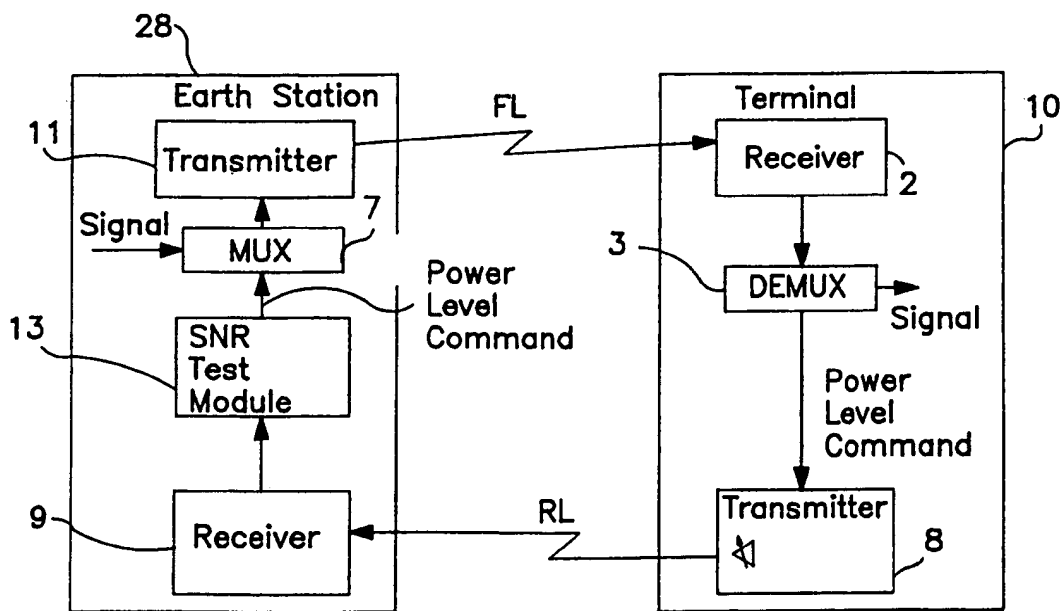 28
Earth Station
11
Transmitter
FL
Terminal
10
Receiver
2
Signal
7
MUX
3
DEMUX
Signal
Power
Level
Command
13
SNR
Test
Module
Power
Level
Command
9
Receiver
RL
Transmitter
8